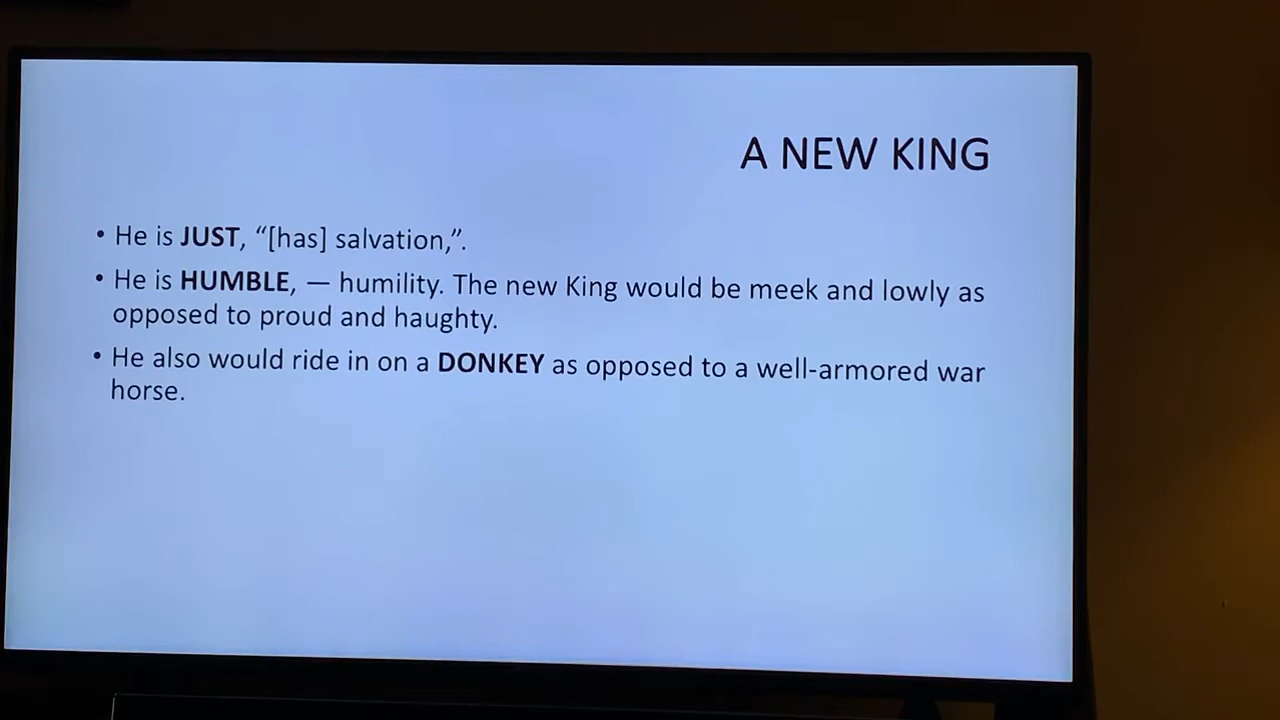 A NEW KING
• He is JUST, “[has] salvation,”.
• He is HUMBLE, — humility. The new King would be meek and lowly as
opposed to proud and haughty.
• He also would ride in on a DONKEY as opposed to a well-armored war
horse.